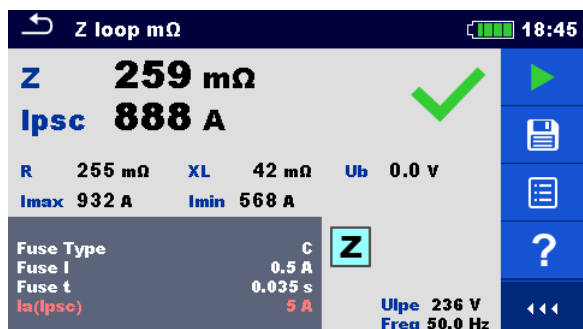 Z loop mΩ 18:45
Z 259 mΩ
Ipsc 888 A
R 255 mΩ XL 42 mΩ Ub 0.0 V
Imax 932 A Imin 568 A
Fuse Type C
Fuse I 0.5 A
Fuse t 0.035 s
Ia(Ipsc) 5 A
Z
Ulpe 236 V
Freq 50.0 Hz
?